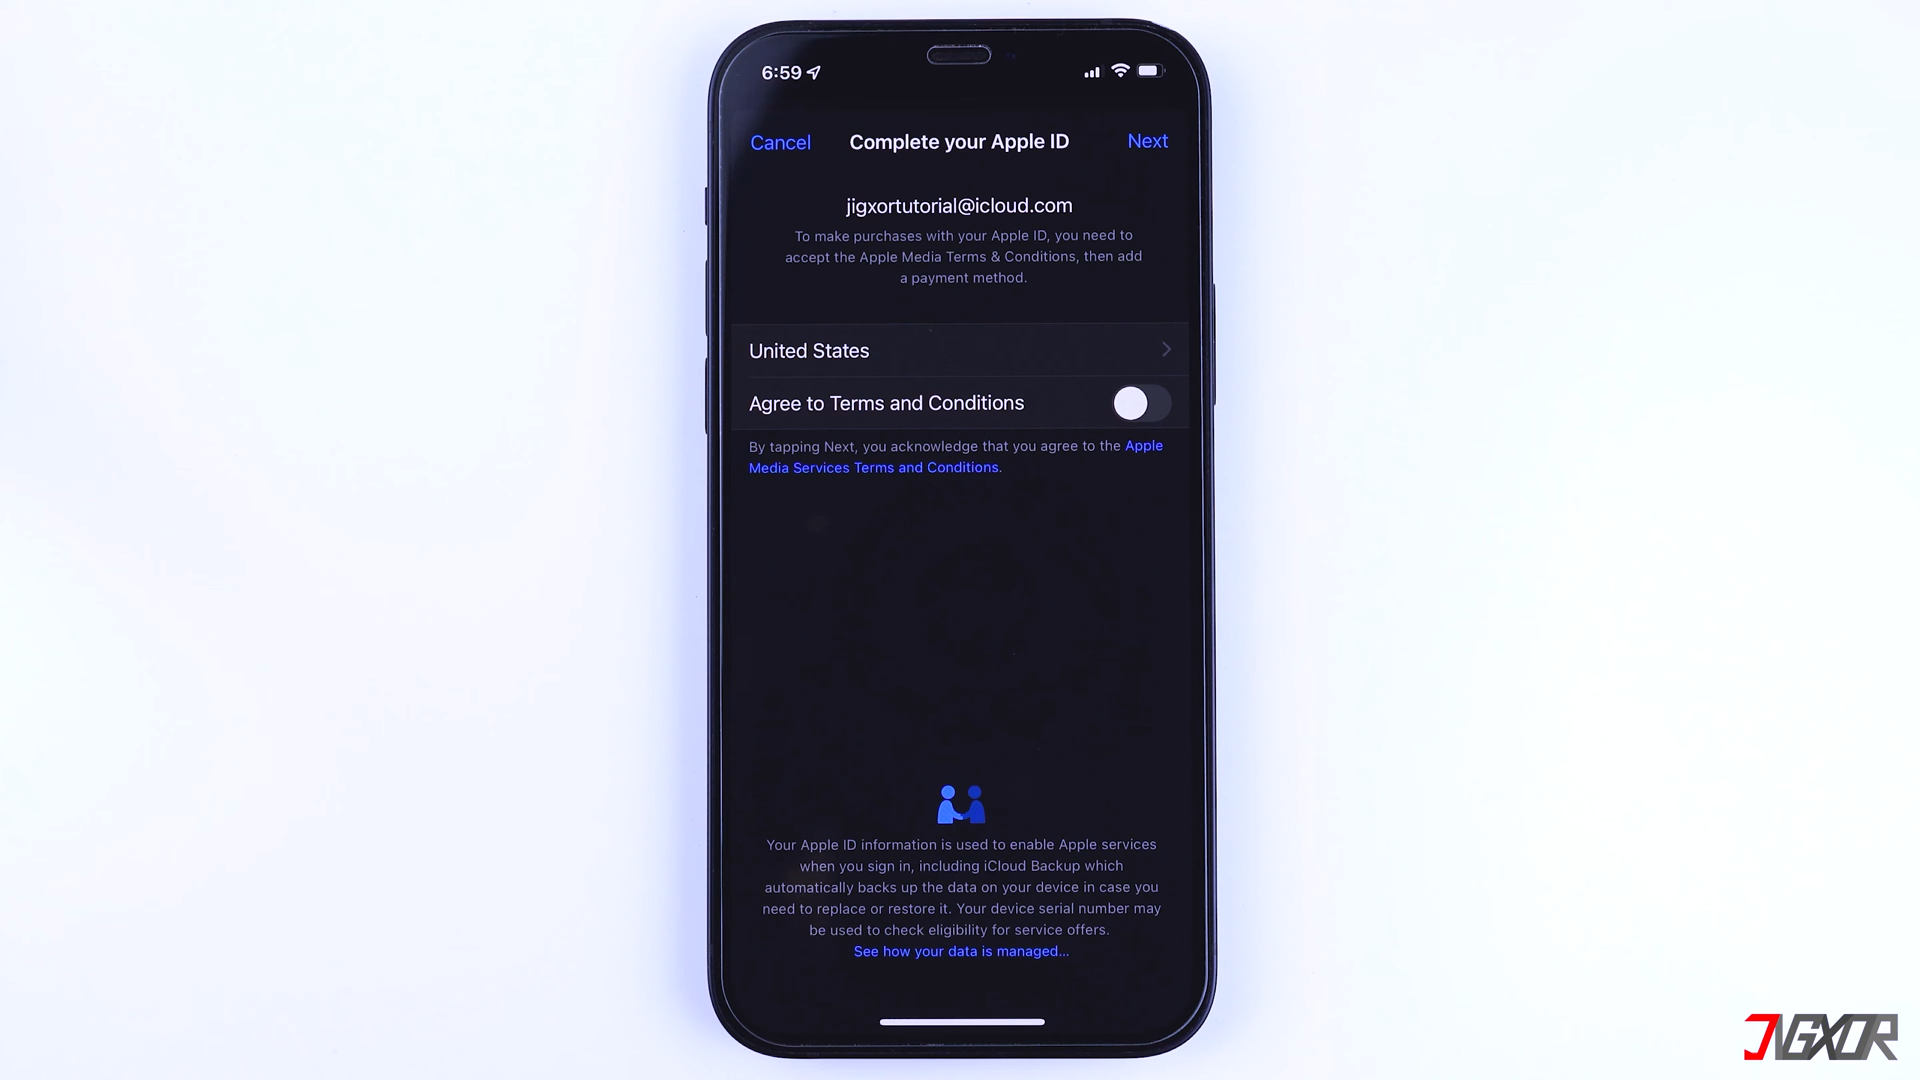 6:59
Cancel
Complete your Apple ID
Next
jigxortutorial@icloud.com
To make purchases with your Apple ID, you need to
accept the Apple Media Terms & Conditions, then add
a payment method.
United States
Agree to Terms and Conditions
By tapping Next, you acknowledge that you agree to the Apple
Media Services Terms and Conditions.
Your Apple ID information is used to enable Apple services
when you sign in, including iCloud Backup which
automatically backs up the data on your device in case you
need to replace or restore it. Your device serial number may
be used to check eligibility for service offers.
See how your data is managed...
JIGXOR